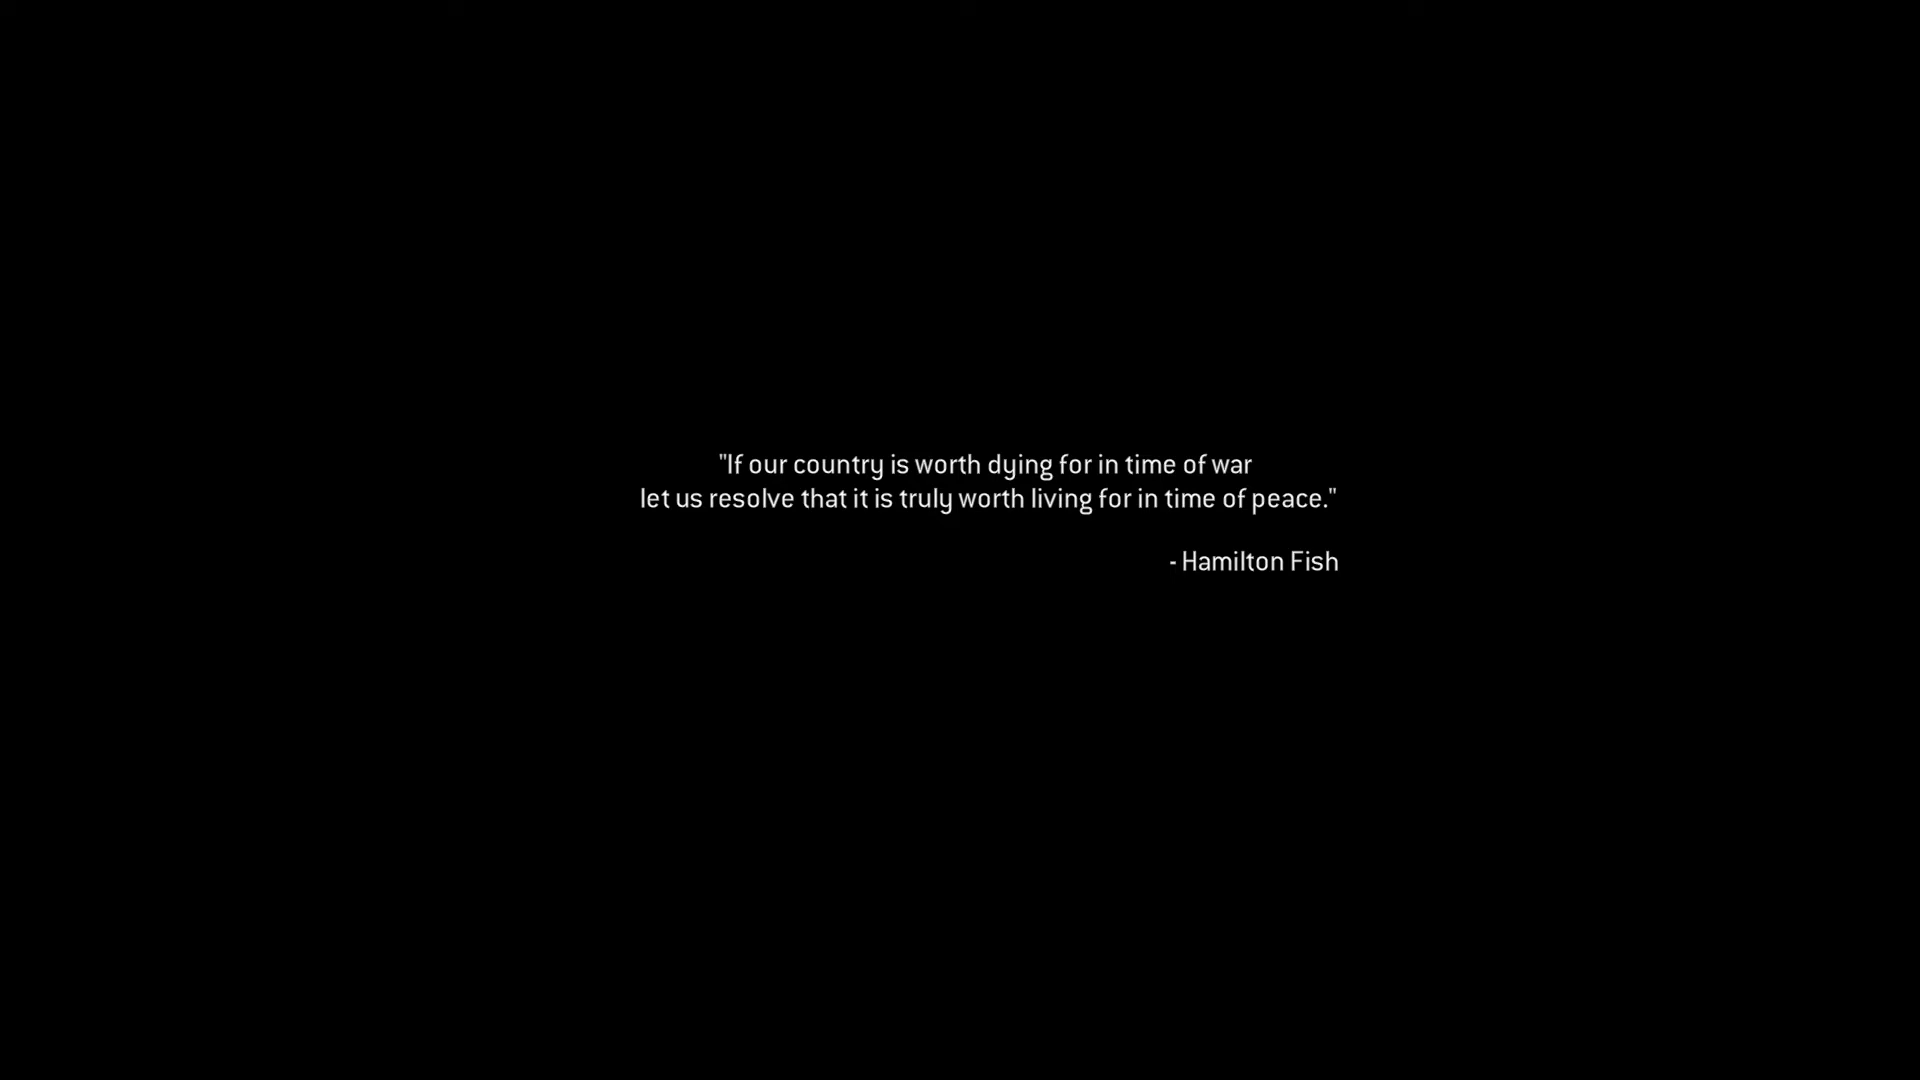 "If our country is worth dying for in time of war
let us resolve that it is truly worth living for in time of peace."
- Hamilton Fish